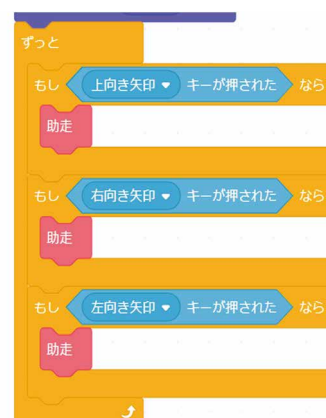 ずっと
もし 上向き矢印 キーが押された なら
助走
もし 右向き矢印 キーが押された なら
助走
もし 左向き矢印 キーが押された なら
助走